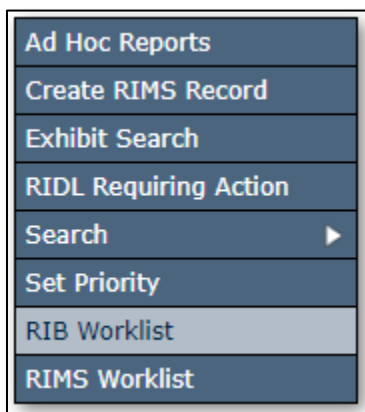 Ad Hoc Reports
Create RIMS Record
Exhibit Search
RIDL Requiring Action
Search
Set Priority
RIB Worklist
RIMS Worklist